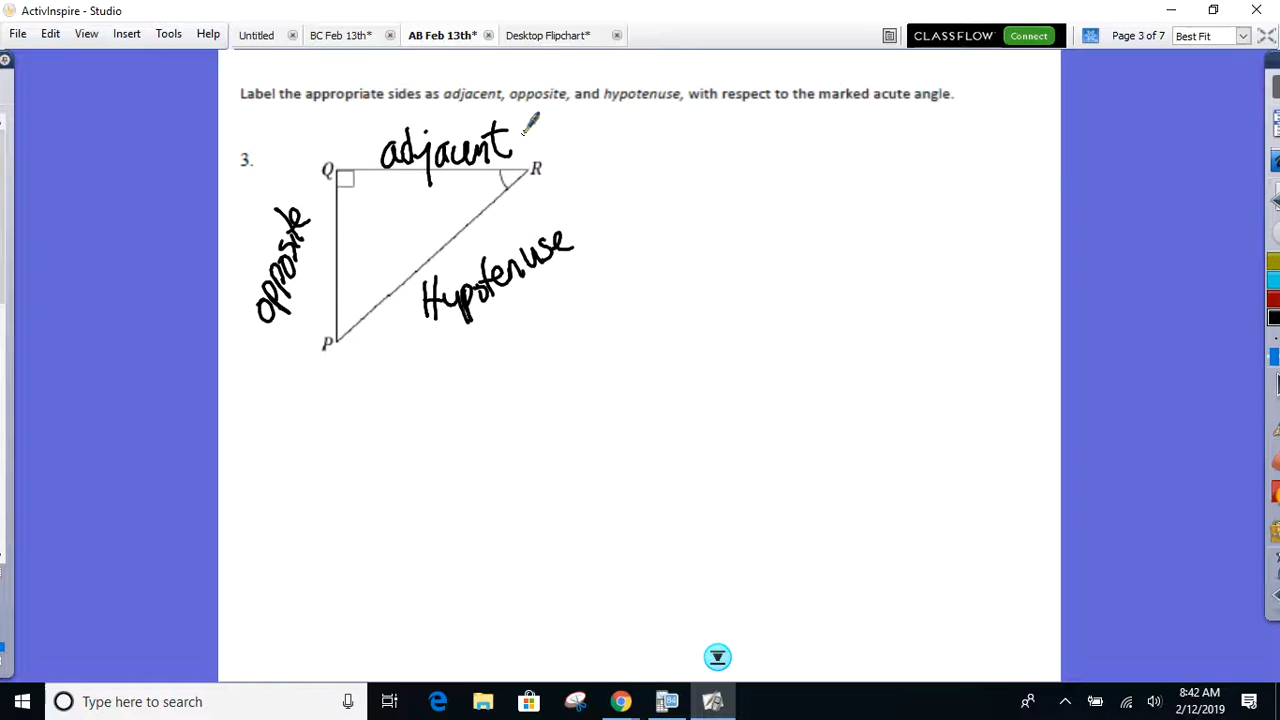 ActivInspire - Studio
File Edit View Insert Tools Help
Untitled BC Feb 13th* AB Feb 13th* Desktop Flipchart*
CLASSFLOW Connect
Page 3 of 7 Best Fit
Label the appropriate sides as adjacent, opposite, and hypotenuse, with respect to the marked acute angle.
3.
adjacent
Q R
opposite
Hypotenuse
P
Type here to search
8:42 AM
2/12/2019